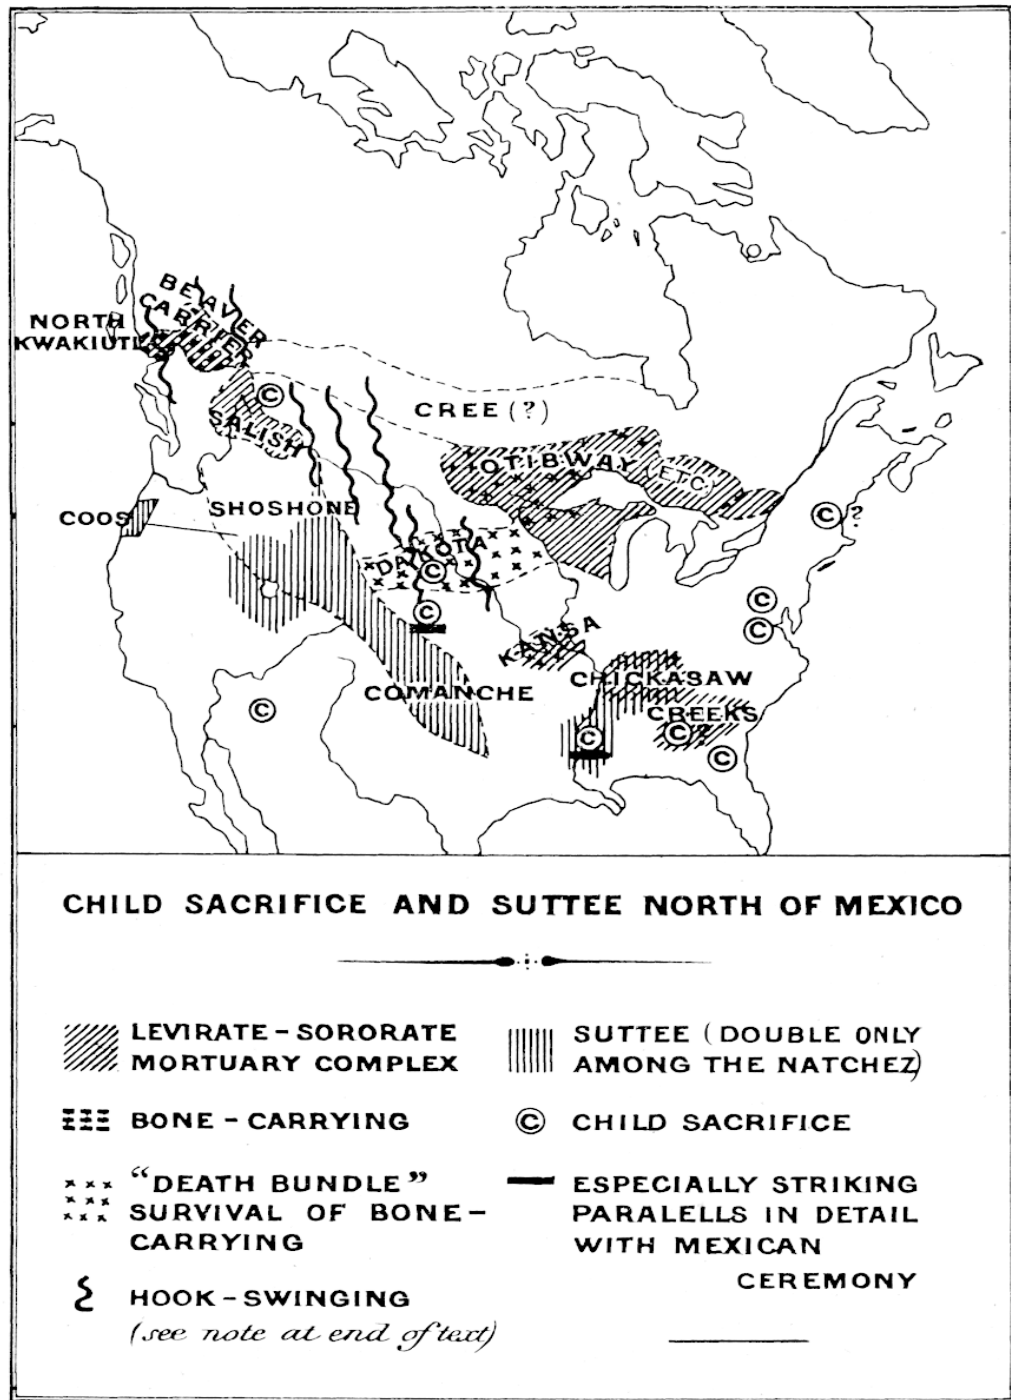 BEAVER
CARRIER
NORTH
KWAKIUTL
©
CREE (?)
SALISH
OTIBWAY (ETC)
SHOSHONE
COOS
© ?
DAKOTA
©
©
©
©
KANSA
CHICKASAW
COMANCHE
CREEKS
©
©
© ?
©
CHILD SACRIFICE AND SUTTEE NORTH OF MEXICO
LEVIRATE - SORORATE
MORTUARY COMPLEX
BONE - CARRYING
"DEATH BUNDLE"
SURVIVAL OF BONE -
CARRYING
HOOK - SWINGING
(see note at end of text)
SUTTEE (DOUBLE ONLY
AMONG THE NATCHEZ)
© CHILD SACRIFICE
ESPECIALLY STRIKING
PARALELLS IN DETAIL
WITH MEXICAN
CEREMONY